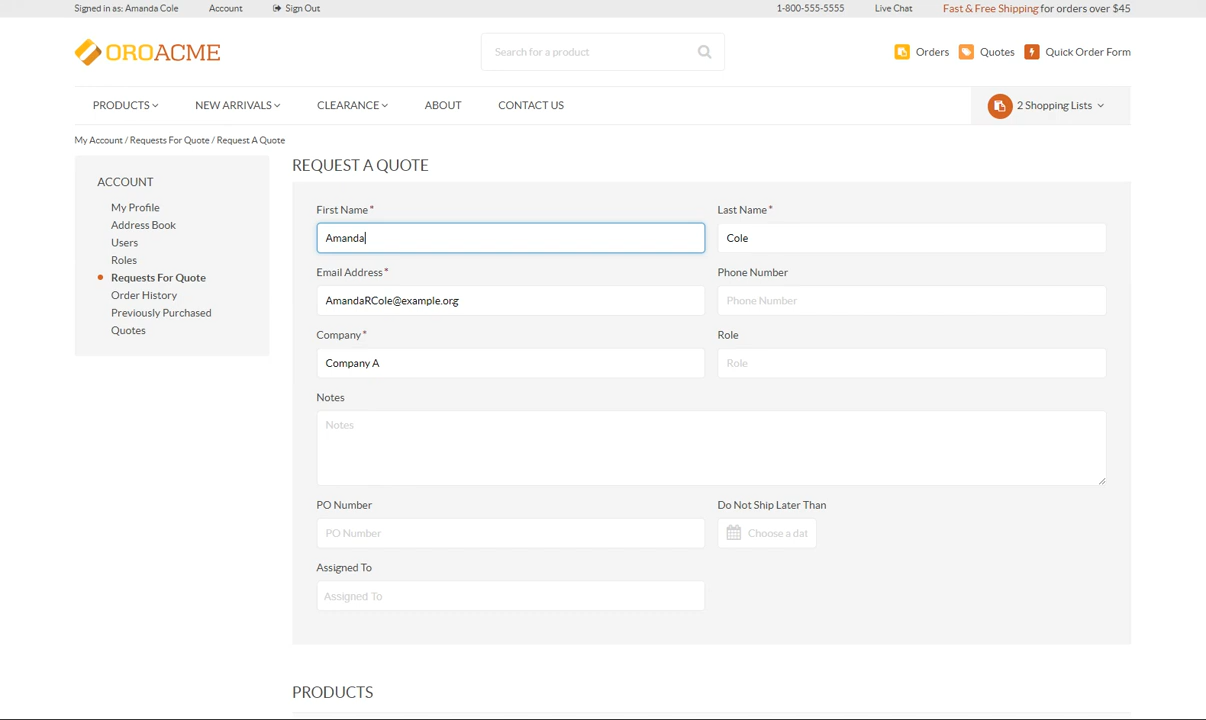 Signed in as: Amanda Cole Account Sign Out 1-800-555-5555 Live Chat Fast & Free Shipping for orders over $45
OROACME Search for a product Orders Quotes Quick Order Form
PRODUCTS NEW ARRIVALS CLEARANCE ABOUT CONTACT US 2 Shopping Lists
My Account / Requests For Quote / Request A Quote
ACCOUNT
My Profile
Address Book
Users
Roles
Requests For Quote
Order History
Previously Purchased
Quotes
REQUEST A QUOTE
First Name* Last Name*
Amanda Cole
Email Address* Phone Number
AmandaRCole@example.org Phone Number
Company* Role
Company A Role
Notes
Notes
PO Number Do Not Ship Later Than
PO Number Choose a dat
Assigned To
Assigned To
PRODUCTS